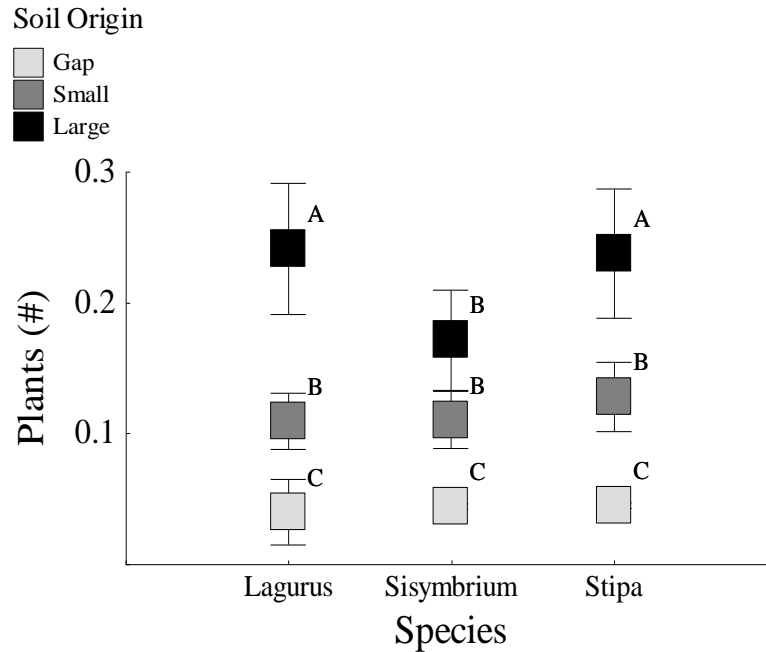 Soil Origin
Gap
Small
Large
0.3
0.2
0.1
Plants (#)
A
B
C
B
B
C
A
B
C
Lagurus
Sisymbrium
Stipa
Species